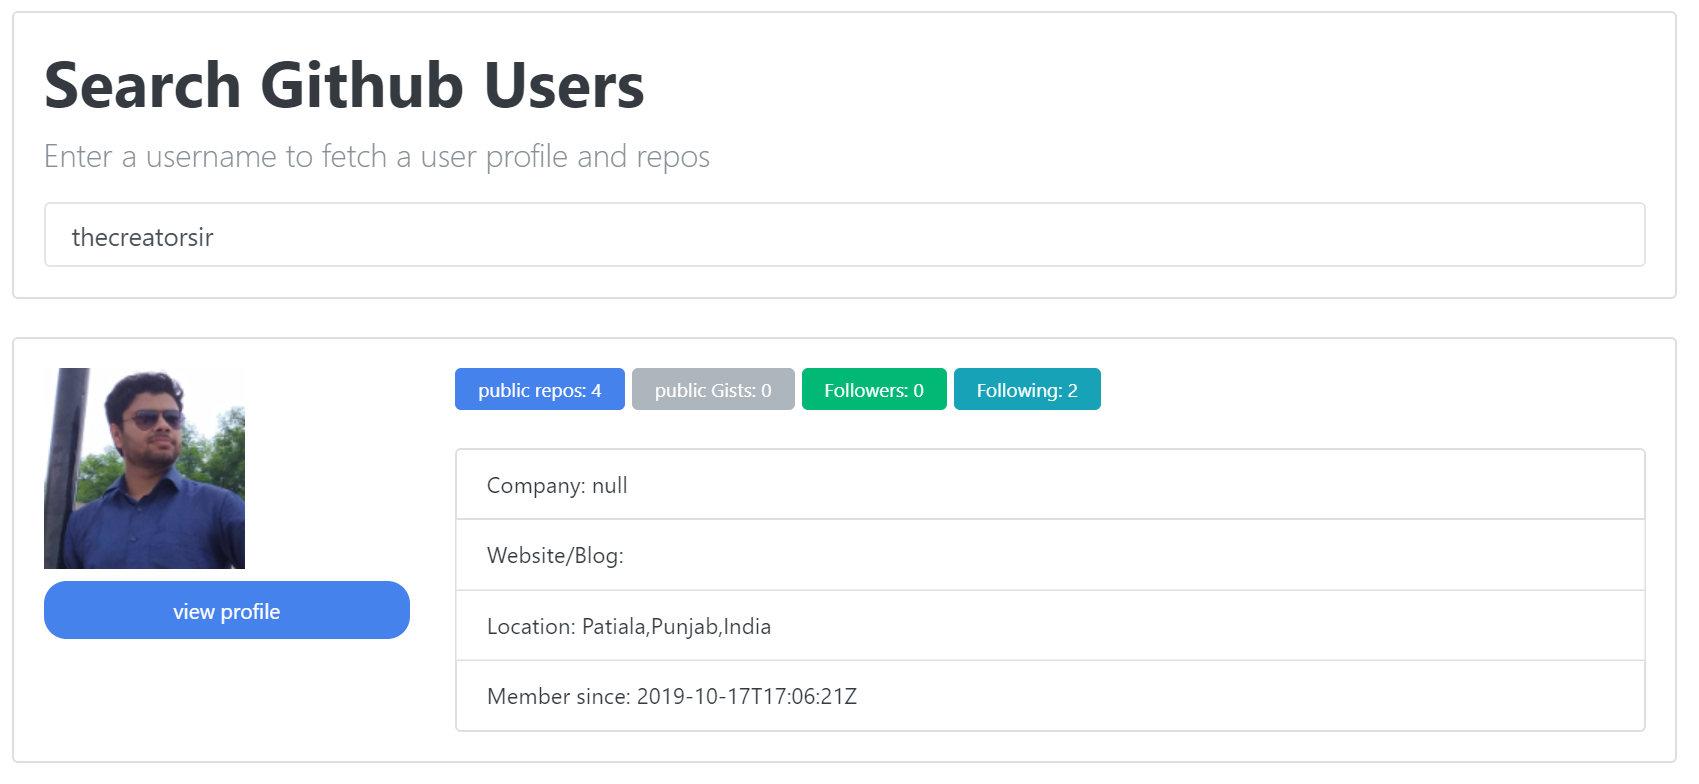 Search Github Users
Enter a username to fetch a user profile and repos
thecreatorsir
public repos: 4
public Gists: 0
Followers: 0
Following: 2
Company: null
Website/Blog:
Location: Patiala,Punjab,India
Member since: 2019-10-17T17:06:21Z
view profile